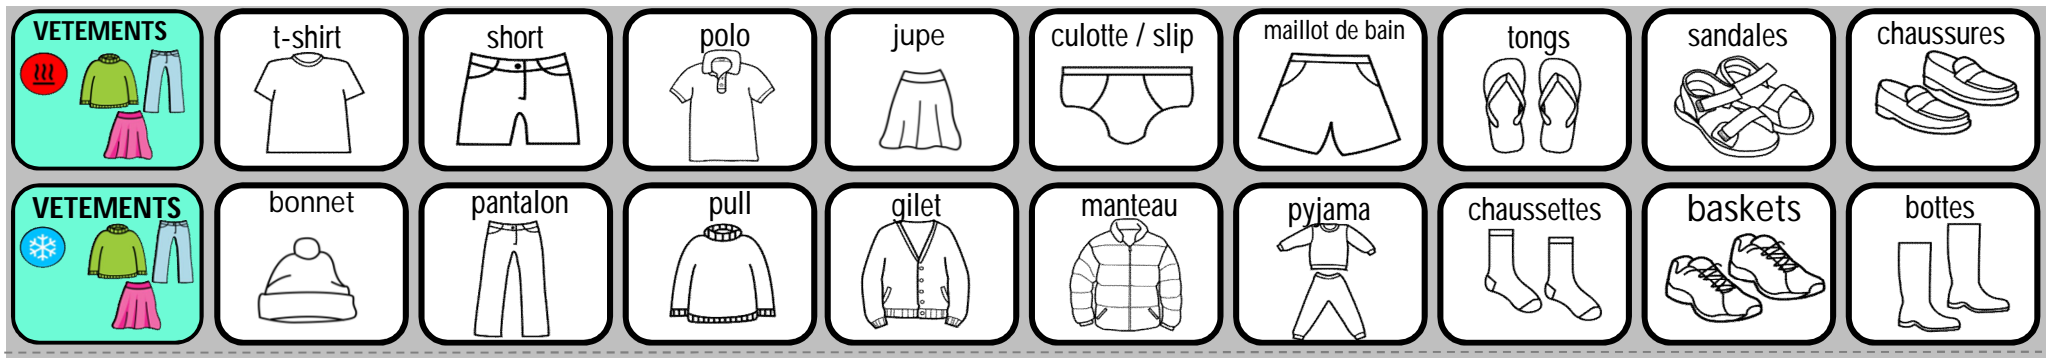 VETEMENTS
t-shirt
short
polo
jupe
culotte / slip
maillot de bain
tongs
sandales
chaussures
VETEMENTS
bonnet
pantalon
pull
gilet
manteau
pyjama
chaussettes
baskets
bottes